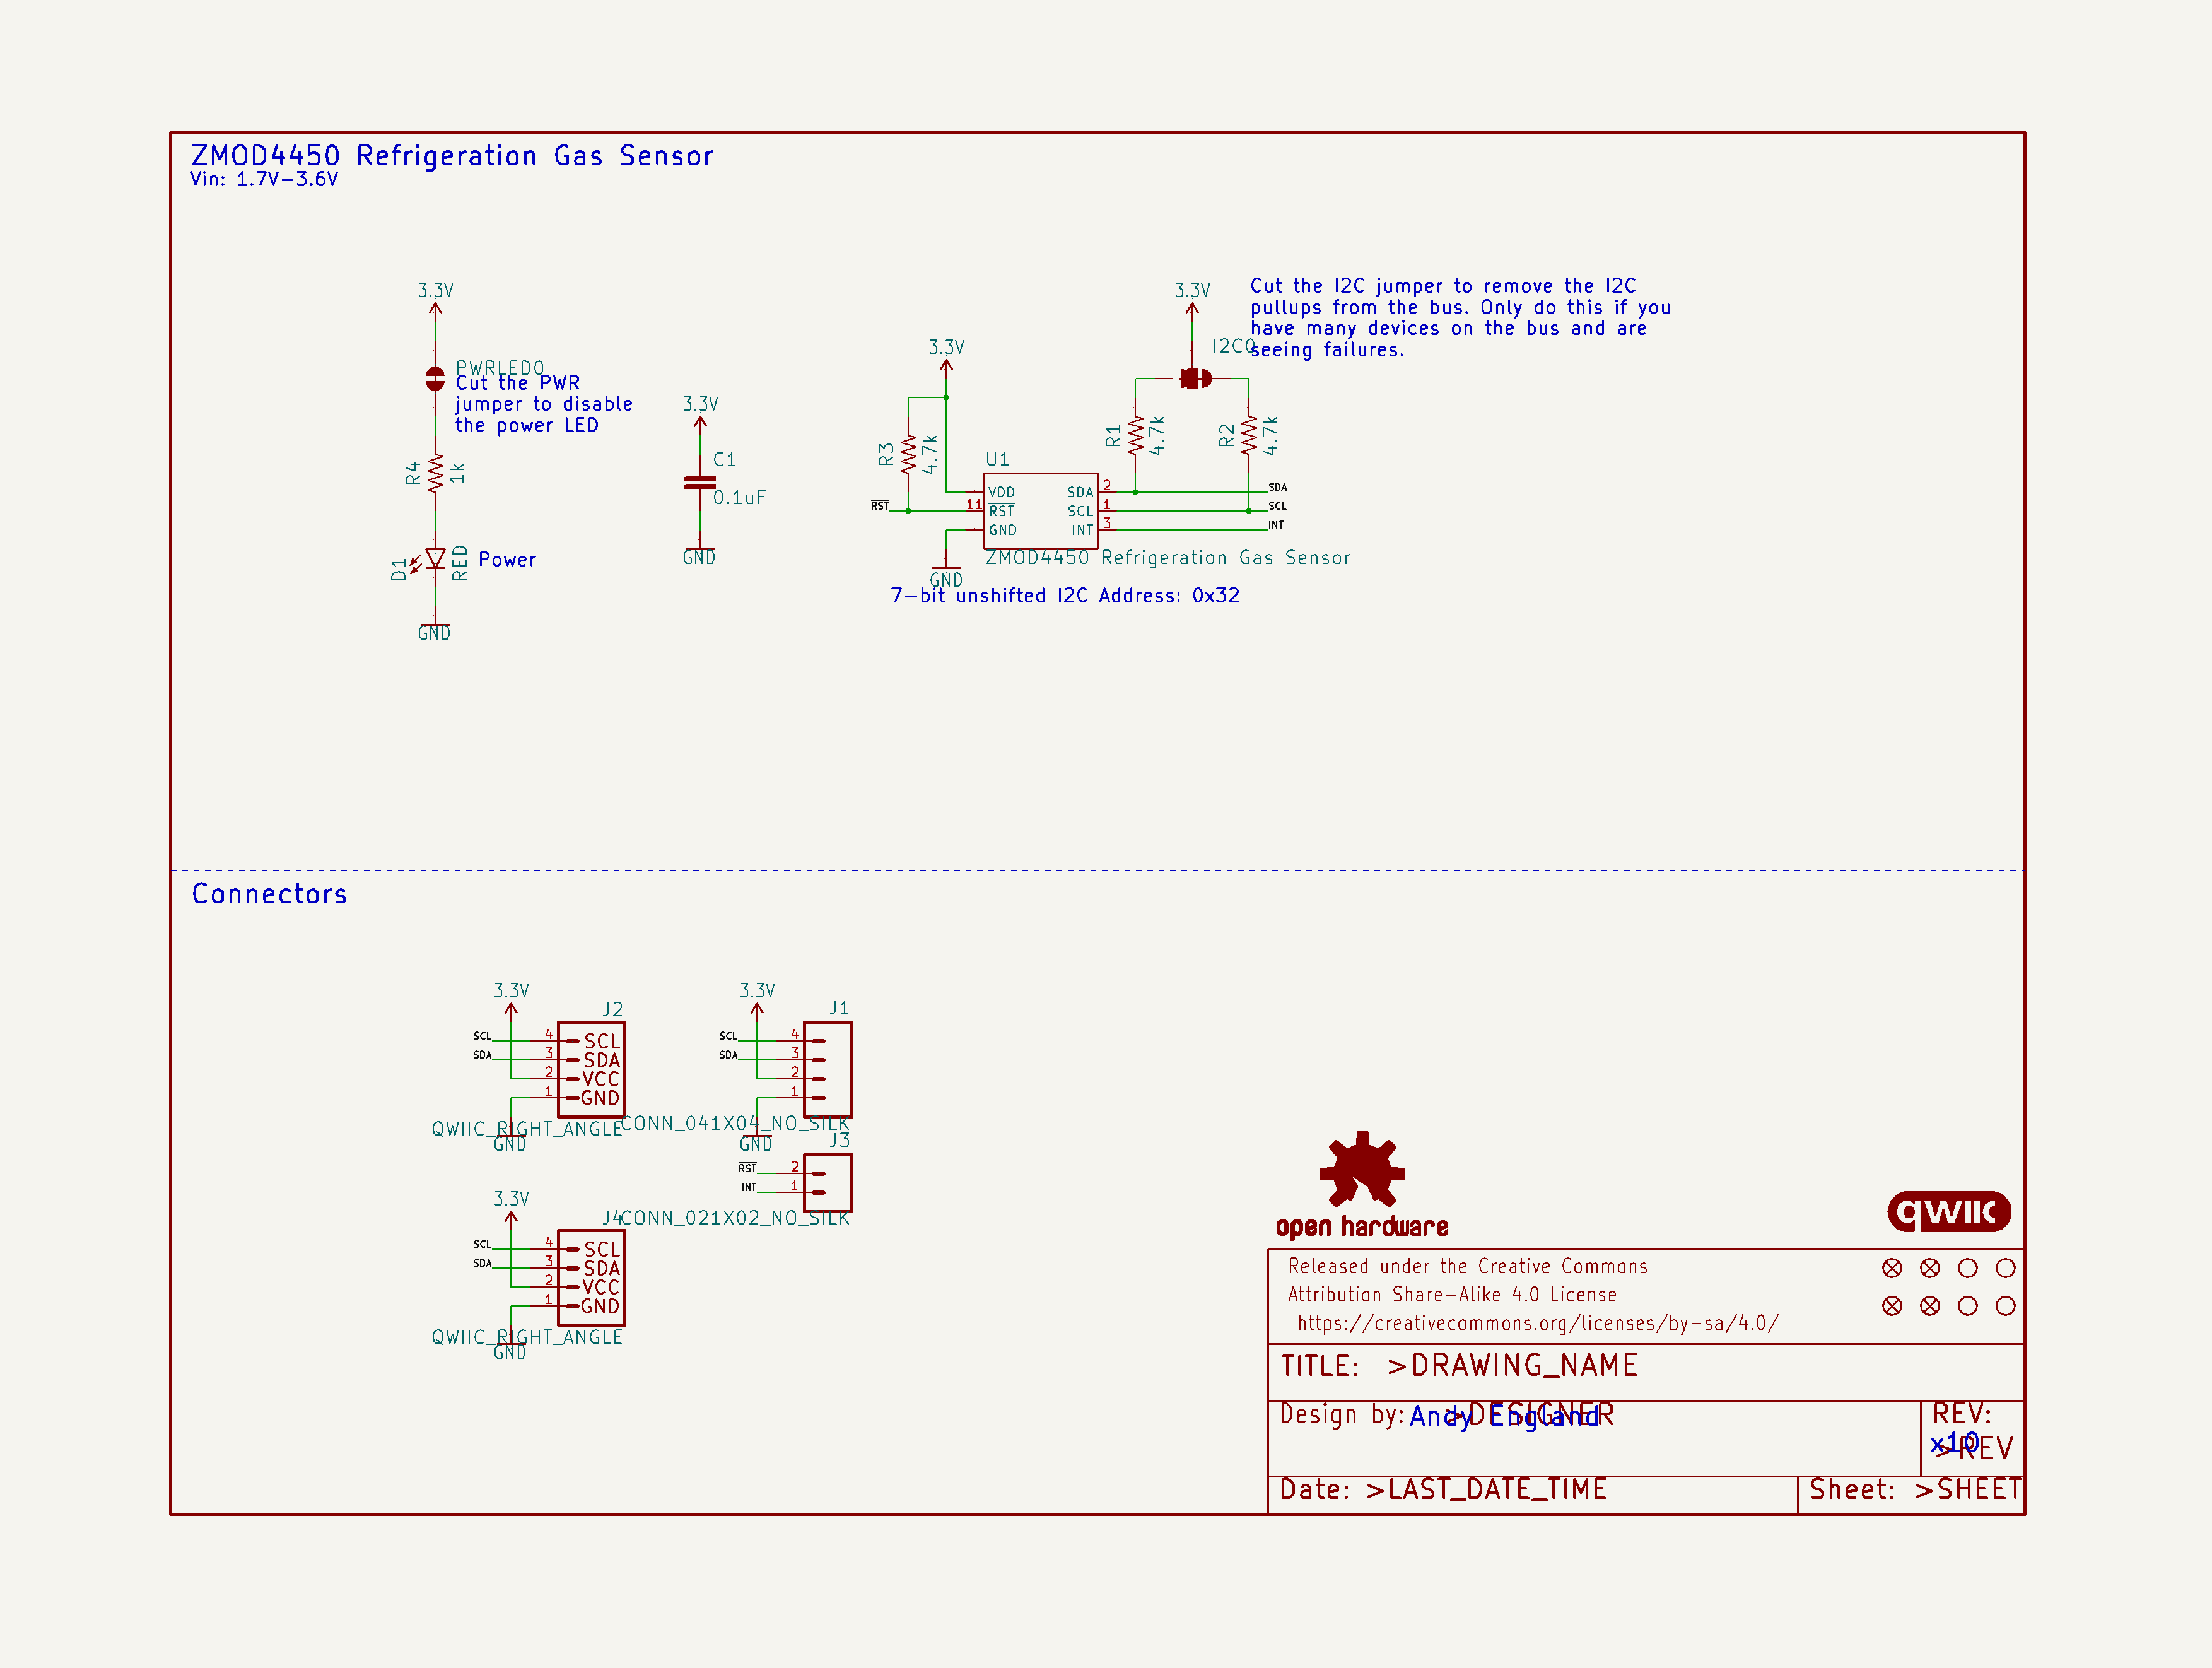 ZMOD4450 Refrigeration Gas Sensor
Vin: 1.7V-3.6V
3.3V
PWRLED0
Cut the PWR
jumper to disable
the power LED
R4
1k
D1
RED
Power
GND
3.3V
C1
0.1uF
GND
3.3V
R3
4.7k
RST
U1
VDD
11
RST
GND
SDA
2
SCL
1
INT
3
ZMOD4450 Refrigeration Gas Sensor
GND
7-bit unshifted I2C Address: 0x32
3.3V
I2C0
Cut the I2C jumper to remove the I2C
pullups from the bus. Only do this if you
have many devices on the bus and are
seeing failures.
R1
4.7k
R2
4.7k
SDA
SCL
INT
Connectors
3.3V
J2
SCL
4
SCL
SDA
3
SDA
2
VCC
1
GND
QWIIC_RIGHT_ANGLE
GND
3.3V
J1
SCL
4
SDA
3
2
1
CONN_041X04_NO_SILK
GND
J3
RST
2
INT
1
CONN_021X02_NO_SILK
3.3V
J4
SCL
4
SCL
SDA
3
SDA
2
VCC
1
GND
QWIIC_RIGHT_ANGLE
GND
open hardware
qwiic
Released under the Creative Commons
Attribution Share-Alike 4.0 License
https://creativecommons.org/licenses/by-sa/4.0/
TITLE: >DRAWING_NAME
Design by: >DESIGNER
Andy England
REV:
x10
>REV
Date: >LAST_DATE_TIME
Sheet: >SHEET